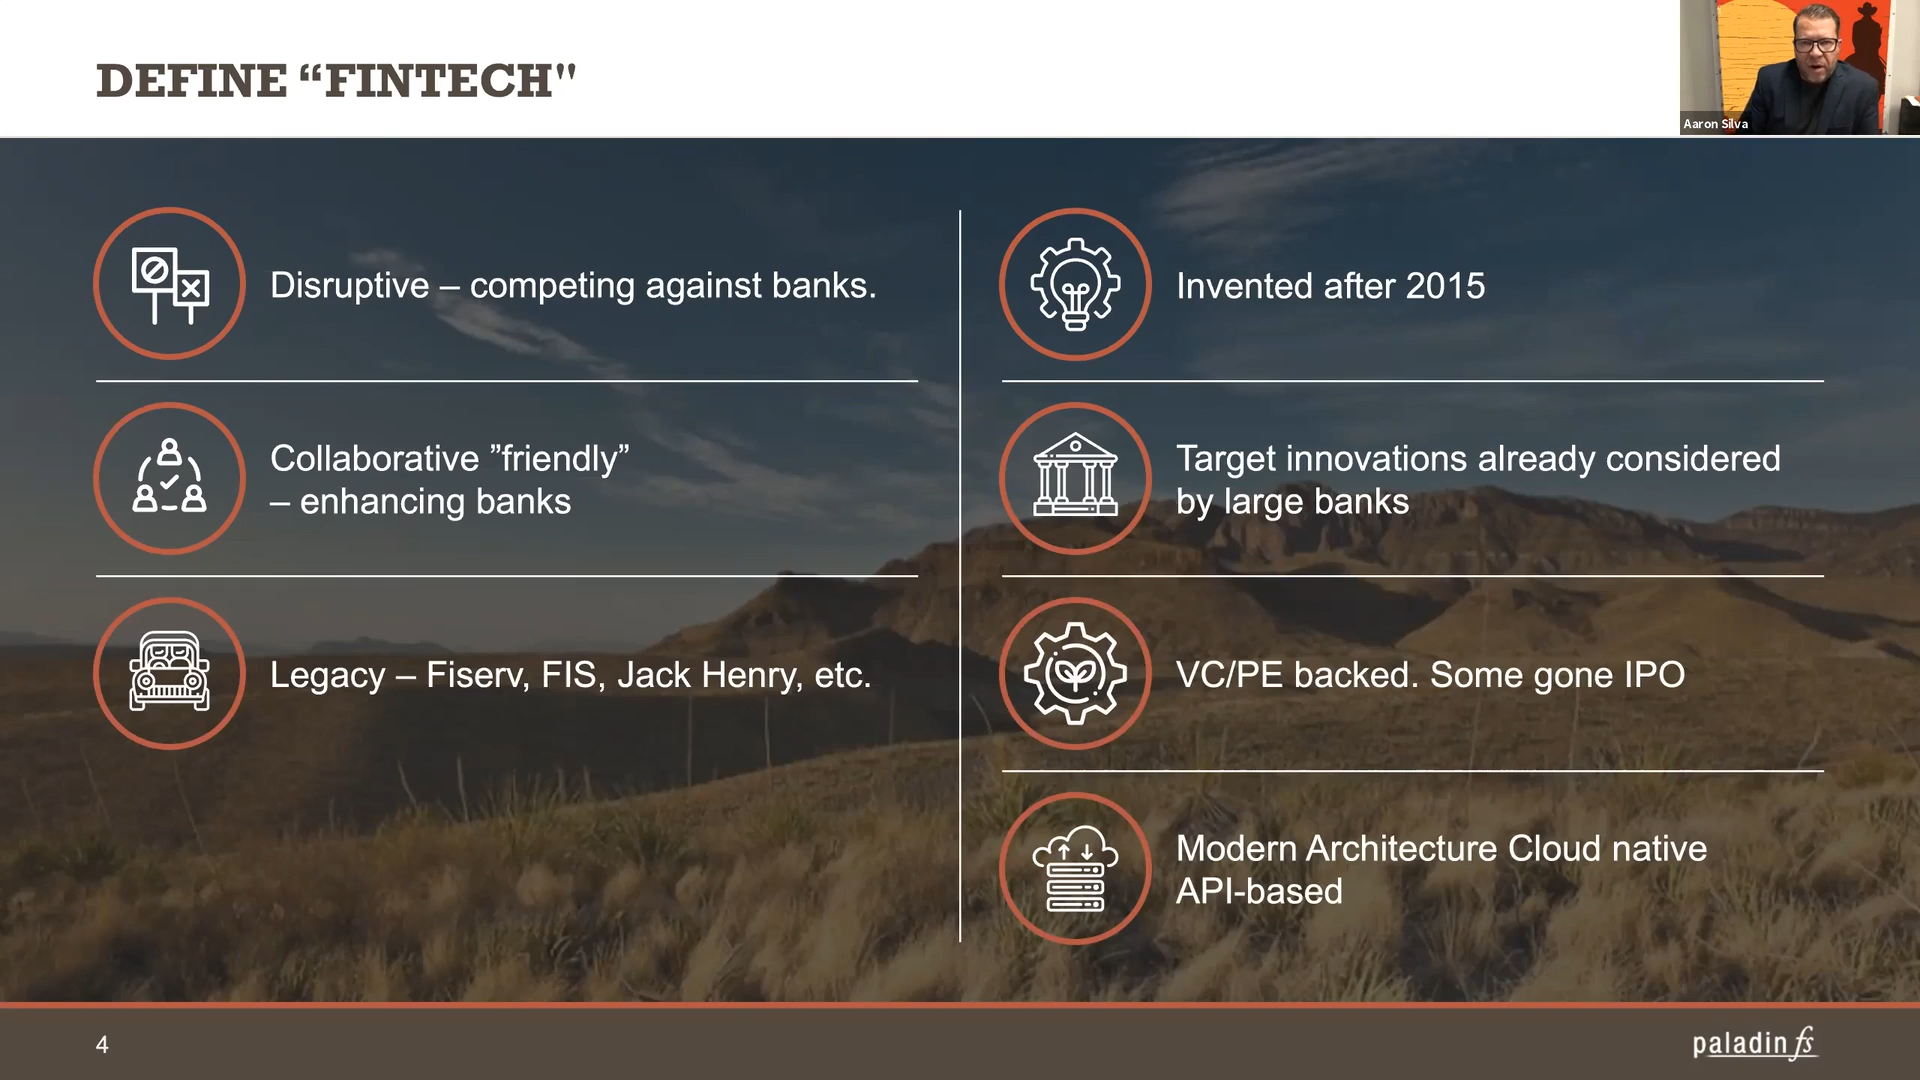 DEFINE “FINTECH"
Aaron Silva
Disruptive – competing against banks.
Collaborative ”friendly”
– enhancing banks
Legacy – Fiserv, FIS, Jack Henry, etc.
Invented after 2015
Target innovations already considered
by large banks
VC/PE backed. Some gone IPO
Modern Architecture Cloud native
API-based
4
paladin fs